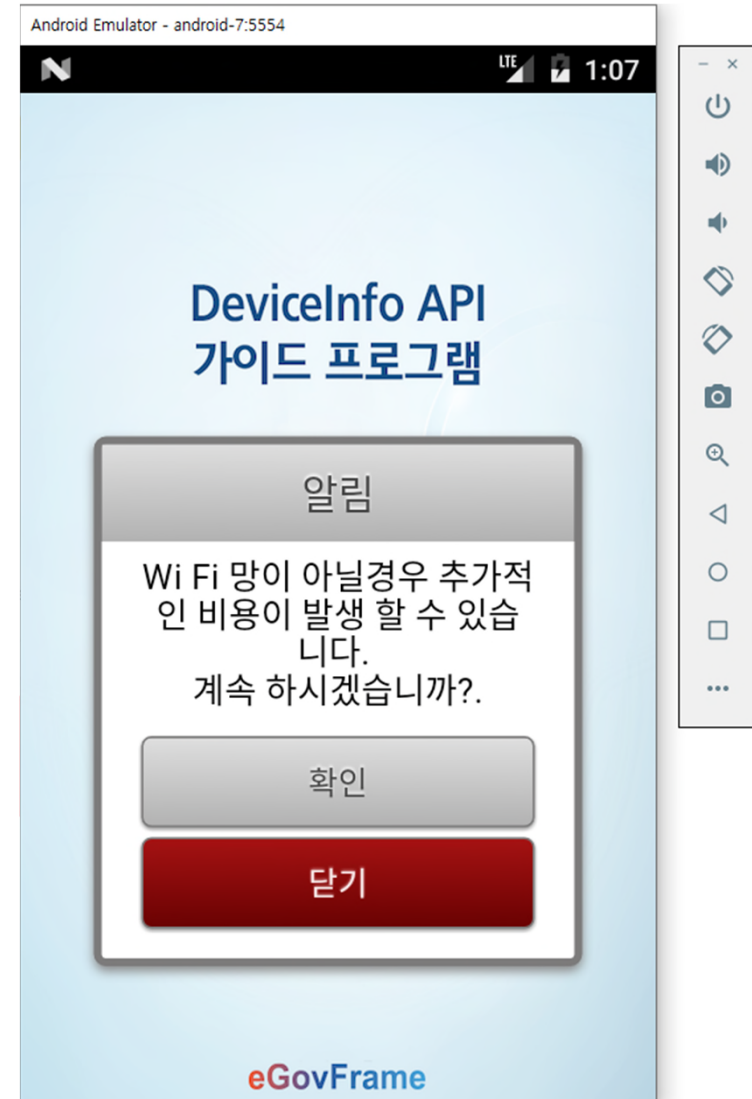 Android Emulator - android-7:5554
LTE 1:07
DeviceInfo API
가이드 프로그램
알림
Wi Fi 망이 아닐경우 추가적
인 비용이 발생 할 수 있습
니다.
계속 하시겠습니까?.
확인
닫기
eGovFrame